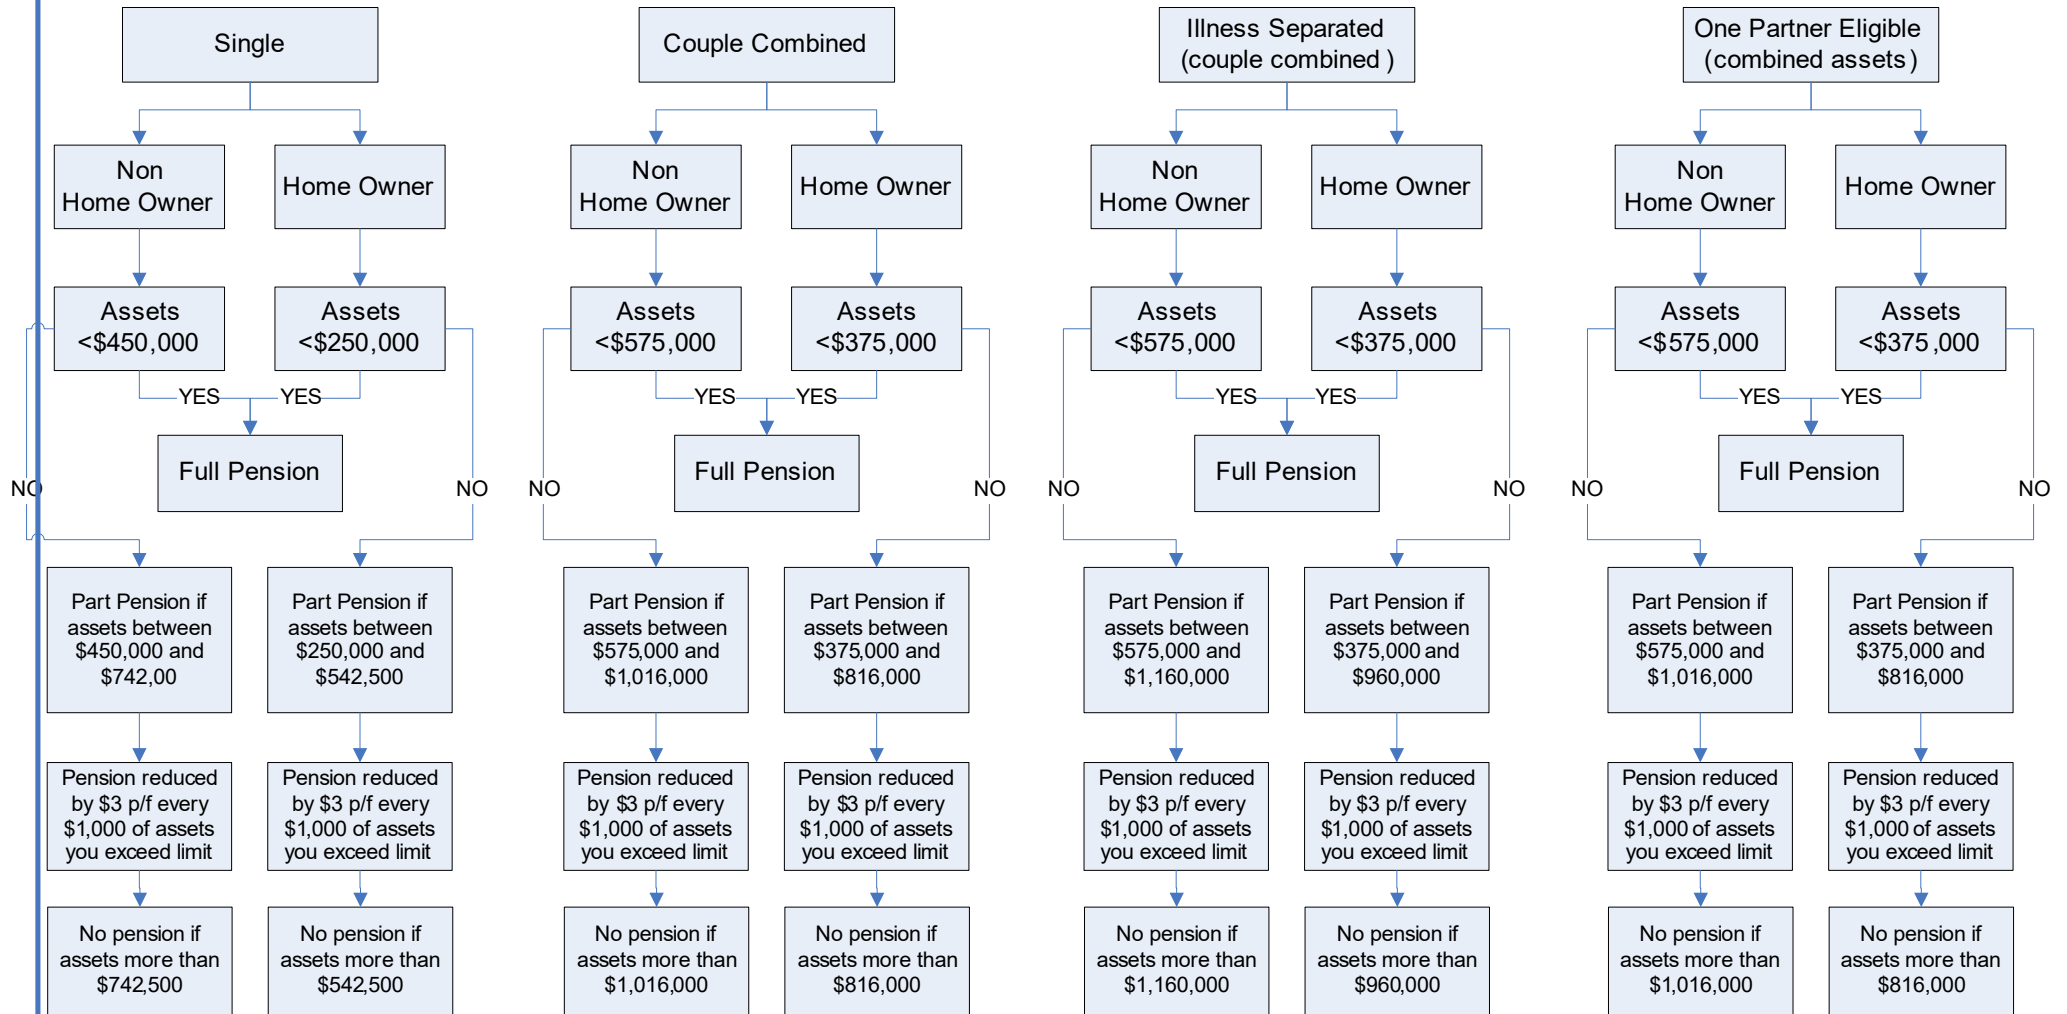 Single
Couple Combined
Illness Separated
(couple combined )
One Partner Eligible
(combined assets)
Non
Home Owner
Home Owner
Non
Home Owner
Home Owner
Non
Home Owner
Home Owner
Non
Home Owner
Home Owner
Assets
<$450,000
Assets
<$250,000
Assets
<$575,000
Assets
<$375,000
Assets
<$575,000
Assets
<$375,000
Assets
<$575,000
Assets
<$375,000
YES
YES
YES
YES
YES
YES
YES
YES
Full Pension
Full Pension
Full Pension
Full Pension
NO
NO
NO
NO
NO
NO
NO
NO
Part Pension if
assets between
$450,000 and
$742,00
Part Pension if
assets between
$250,000 and
$542,500
Part Pension if
assets between
$575,000 and
$1,016,000
Part Pension if
assets between
$375,000 and
$816,000
Part Pension if
assets between
$575,000 and
$1,160,000
Part Pension if
assets between
$375,000 and
$960,000
Part Pension if
assets between
$575,000 and
$1,016,000
Part Pension if
assets between
$375,000 and
$816,000
Pension reduced
by $3 p/f every
$1,000 of assets
you exceed limit
Pension reduced
by $3 p/f every
$1,000 of assets
you exceed limit
Pension reduced
by $3 p/f every
$1,000 of assets
you exceed limit
Pension reduced
by $3 p/f every
$1,000 of assets
you exceed limit
Pension reduced
by $3 p/f every
$1,000 of assets
you exceed limit
Pension reduced
by $3 p/f every
$1,000 of assets
you exceed limit
Pension reduced
by $3 p/f every
$1,000 of assets
you exceed limit
Pension reduced
by $3 p/f every
$1,000 of assets
you exceed limit
No pension if
assets more than
$742,500
No pension if
assets more than
$542,500
No pension if
assets more than
$1,016,000
No pension if
assets more than
$816,000
No pension if
assets more than
$1,160,000
No pension if
assets more than
$960,000
No pension if
assets more than
$1,016,000
No pension if
assets more than
$816,000